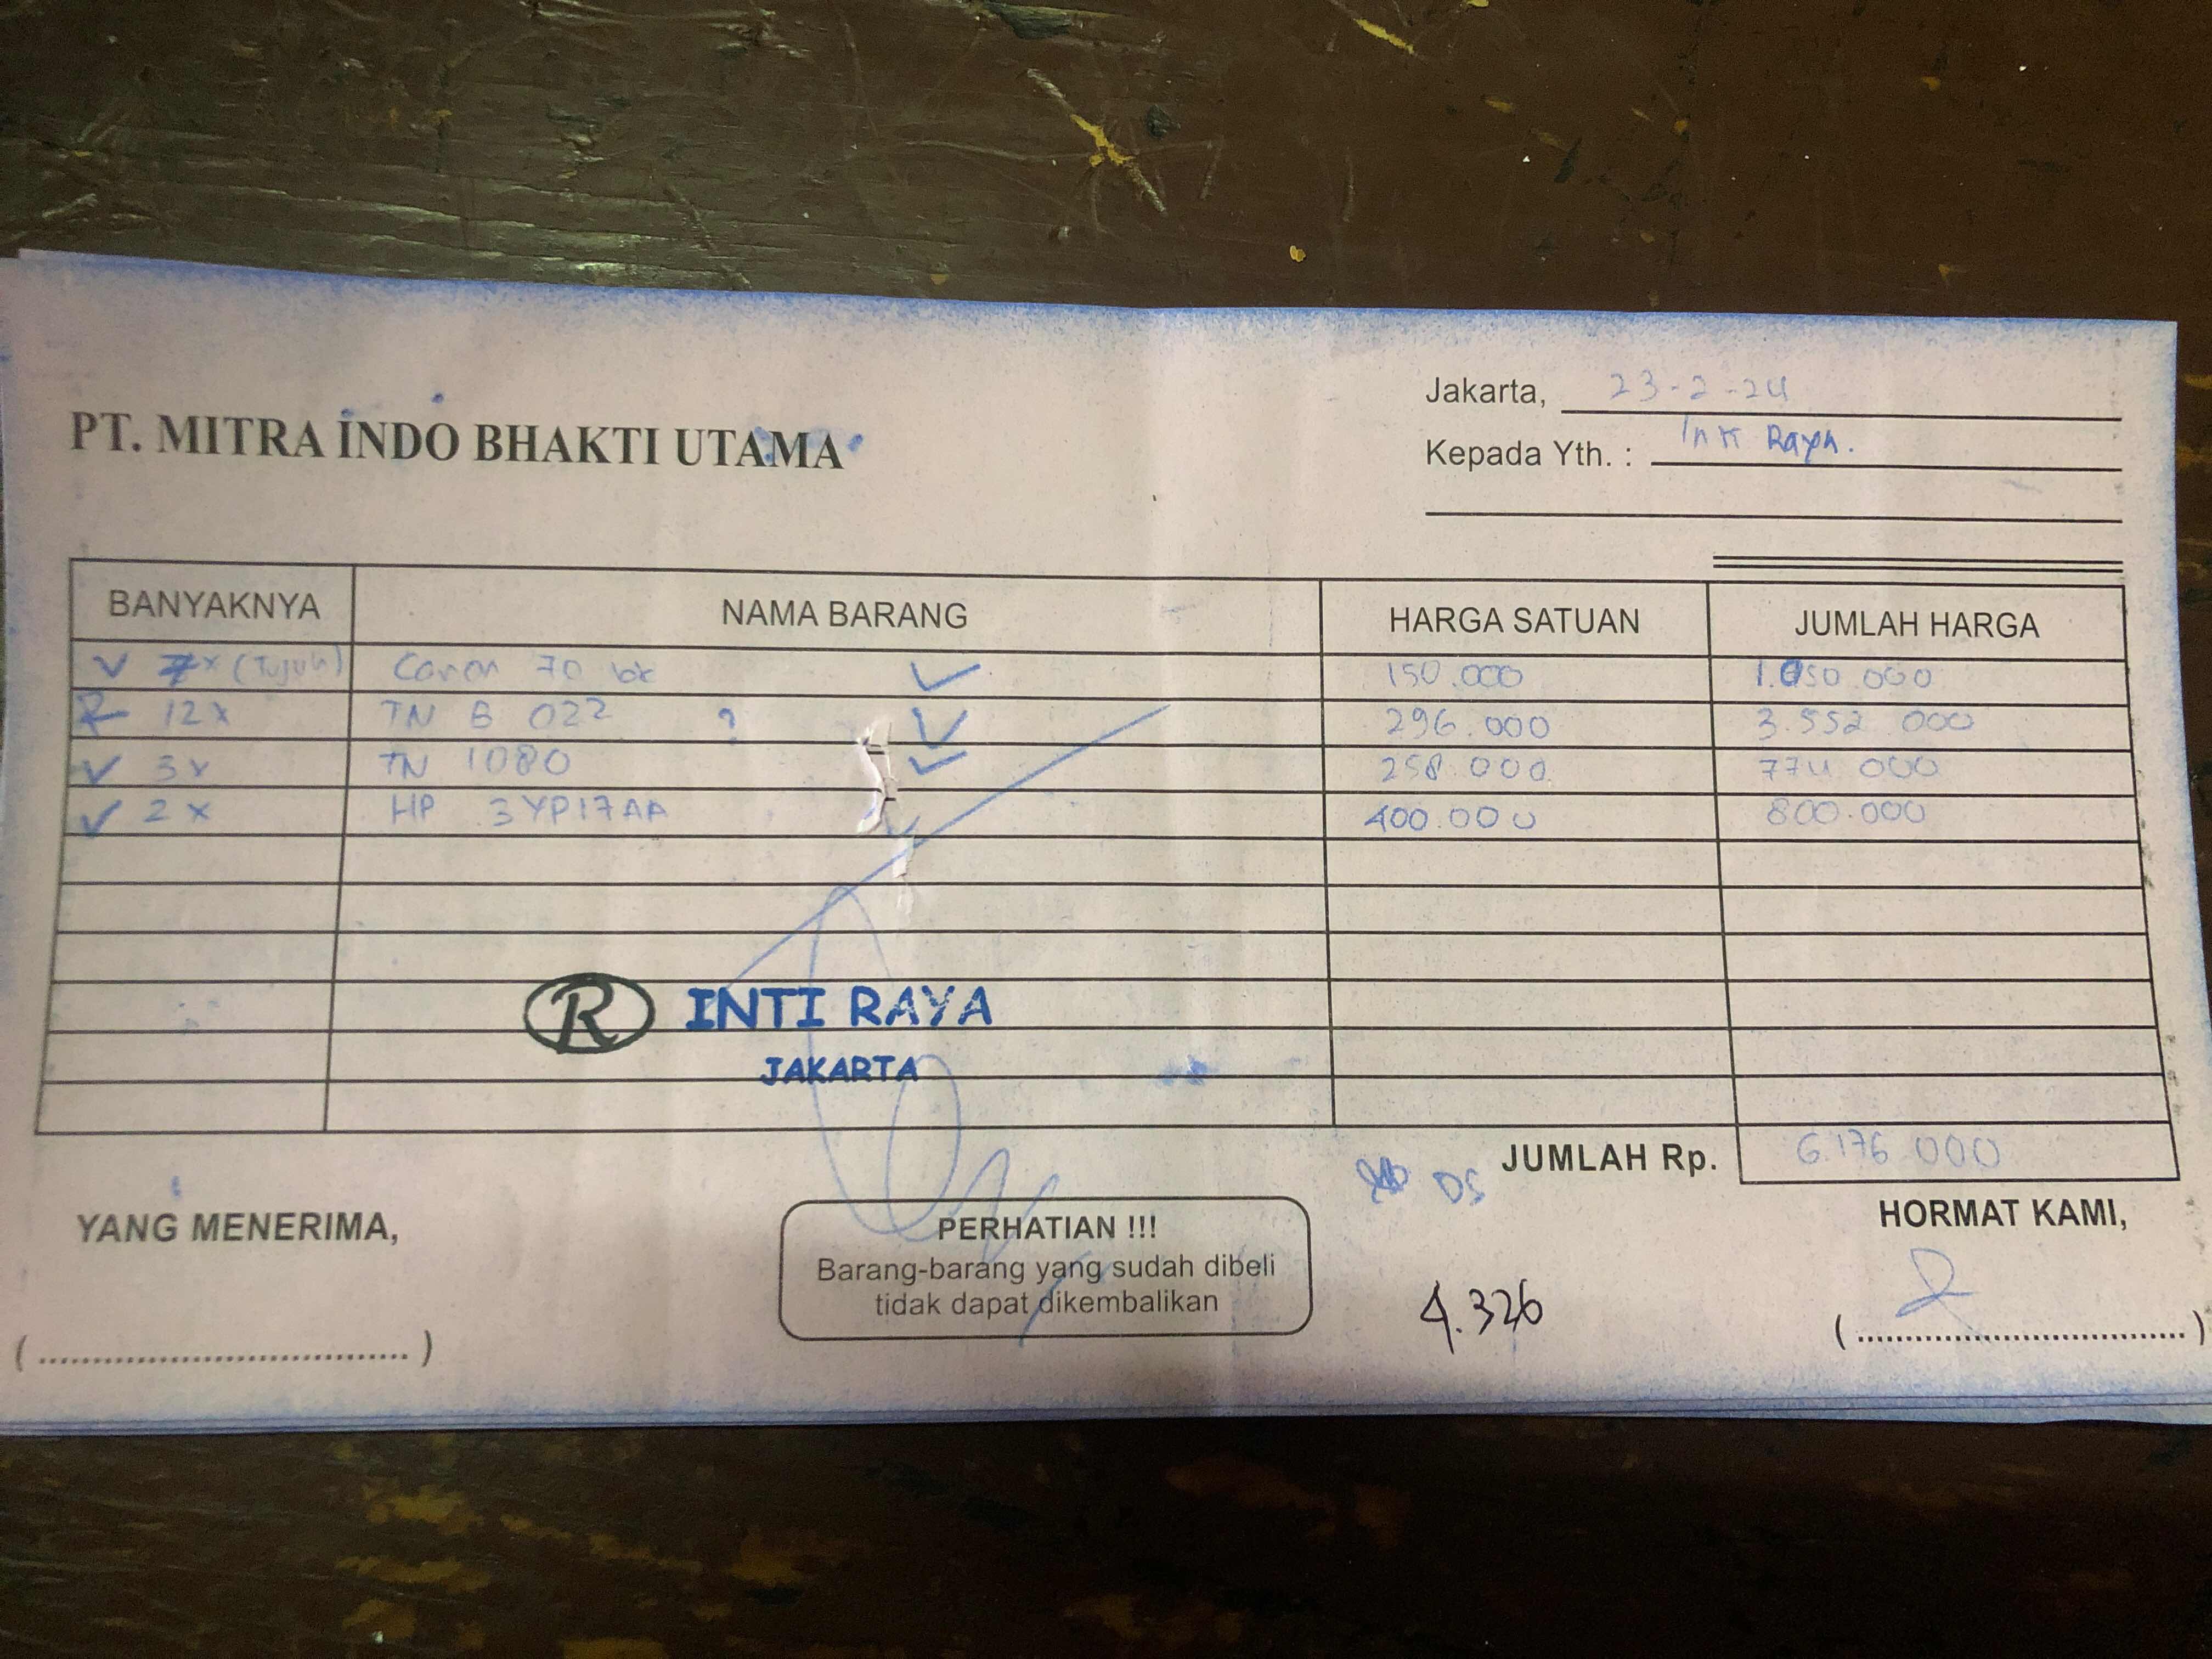 PT. MITRA INDO BHAKTI UTAMA
Jakarta, 23-2-24
Kepada Yth. : Raya.
BANYAKNYA NAMA BARANG HARGA SATUAN JUMLAH HARGA
7x (Tujuh) Canon 70 bk 150.000 1.050 000
12x TN B 022 ? 296.000 3.552 000
3x TN 1080 258 000 774 000
2x HP 3YP17AA 400.000 800.000
R INTI RAYA
JAKARTA
JUMLAH Rp. 6.176 000
DS
YANG MENERIMA,
PERHATIAN !!!
Barang-barang yang sudah dibeli
tidak dapat dikembalikan
4.326
HORMAT KAMI,
(..................................)
(..................................)